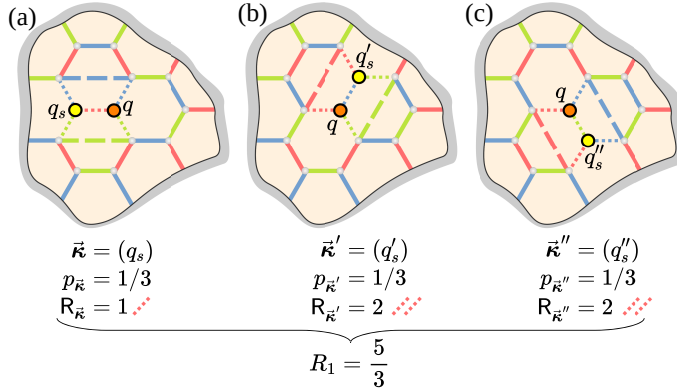 (a) (b) (c)
q_s q
q'_s
q
q
q''_s
κ⃗ = (q_s) κ⃗' = (q'_s) κ⃗'' = (q''_s)
p_κ⃗ = 1/3 p_κ⃗' = 1/3 p_κ⃗'' = 1/3
R_κ⃗ = 1 R_κ⃗' = 2 R_κ⃗'' = 2
R_1 = 5/3